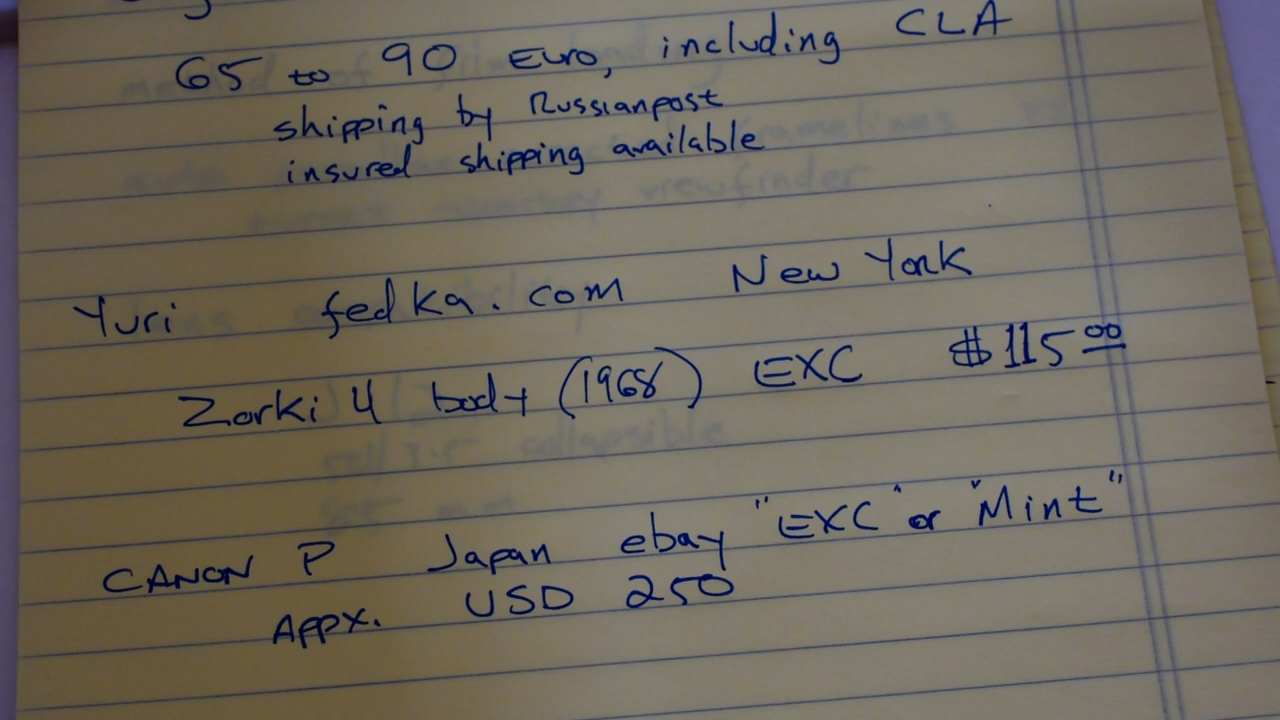 65 to 90 Euro, including CLA
shipping by Russianpost
insured shipping available
Yuri fedka.com New York
Zorki 4 body (1968) EXC $115.00
CANON P Japan ebay "EXC" or "Mint"
APPX. USD 250